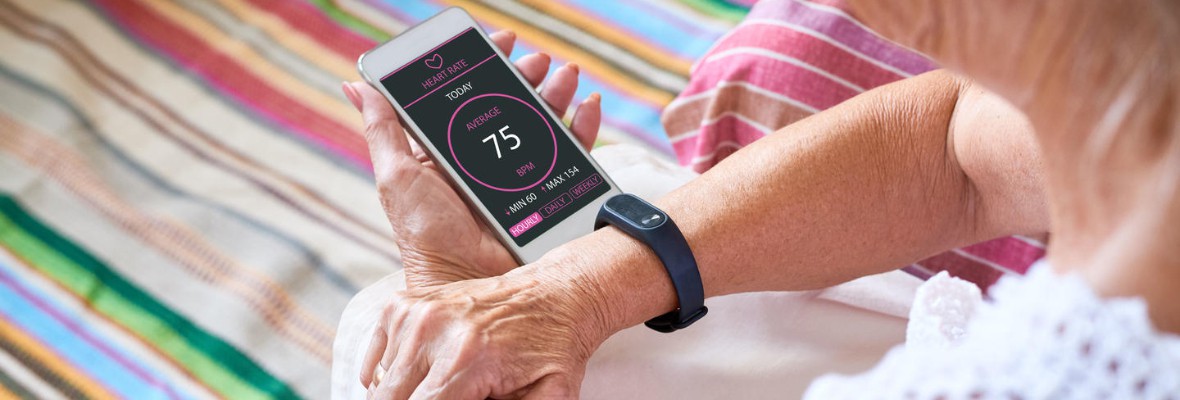 HEART RATE
TODAY
AVERAGE
75
BPM
MIN 60 MAX 154
HOURLY DAILY WEEKLY